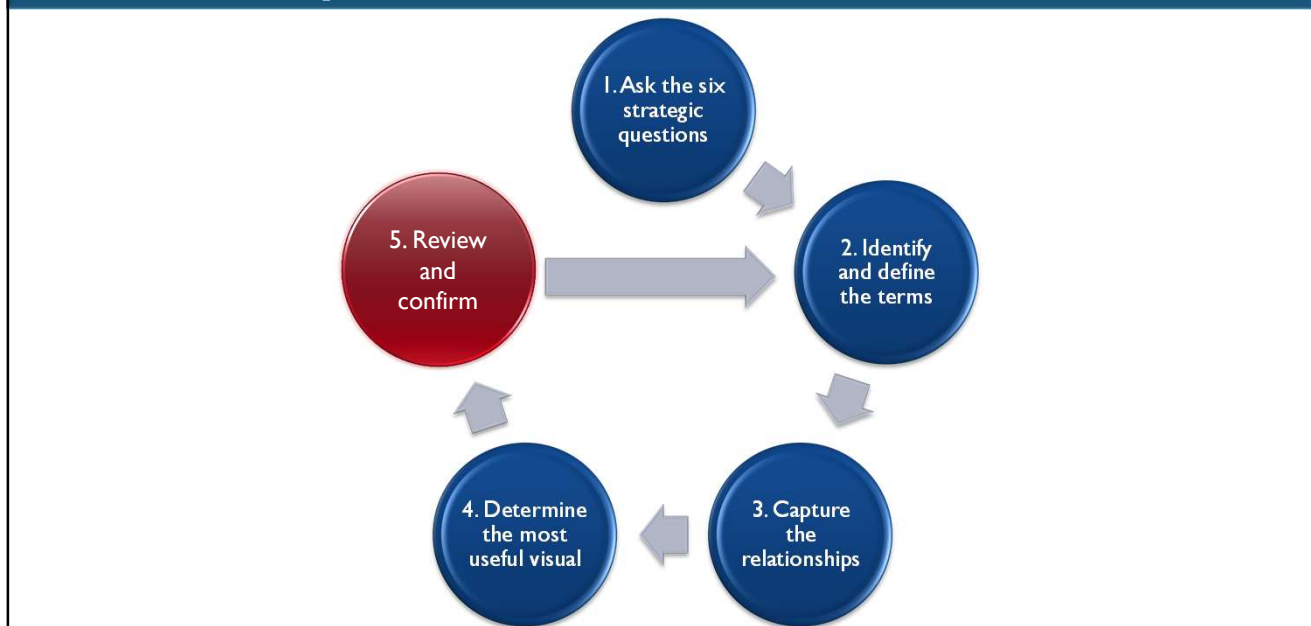 1. Ask the six
strategic
questions
2. Identify
and define
the terms
3. Capture
the
relationships
4. Determine
the most
useful visual
5. Review
and
confirm